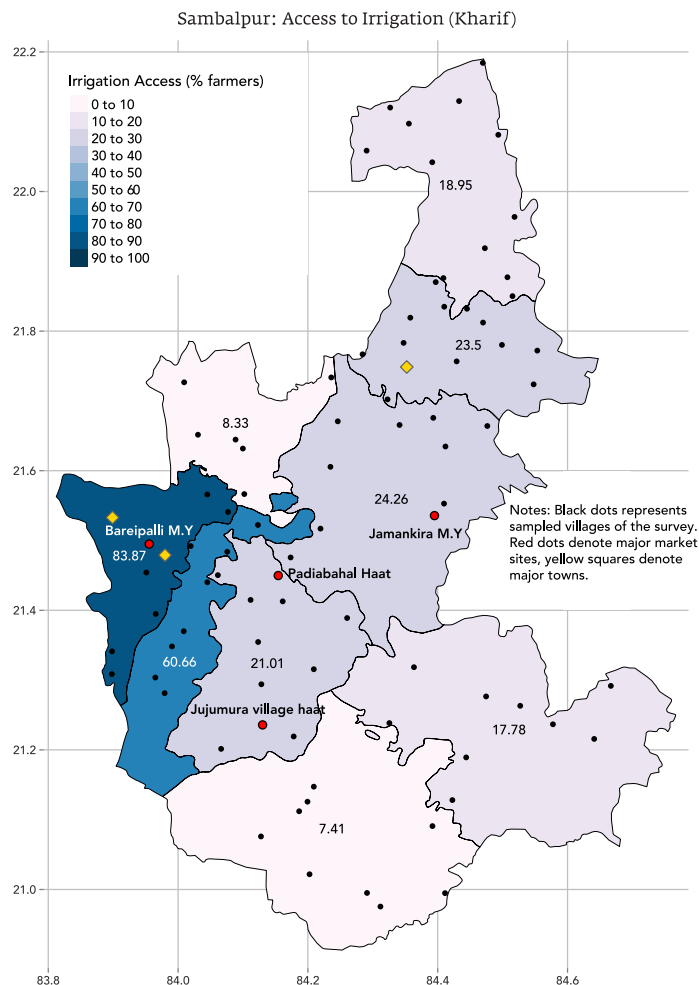 Sambalpur: Access to Irrigation (Kharif)
22.2
22.0
21.8
21.6
21.4
21.2
21.0
Irrigation Access (% farmers)
0 to 10
10 to 20
20 to 30
30 to 40
40 to 50
50 to 60
60 to 70
70 to 80
80 to 90
90 to 100
18.95
23.5
8.33
24.26
Jamankira M.Y
Notes: Black dots represents
sampled villages of the survey.
Red dots denote major market
sites, yellow squares denote
major towns.
Bareipalli M.Y
83.87
Padiabahal Haat
60.66
21.01
Jujumura village haat
17.78
7.41
83.8
84.0
84.2
84.4
84.6